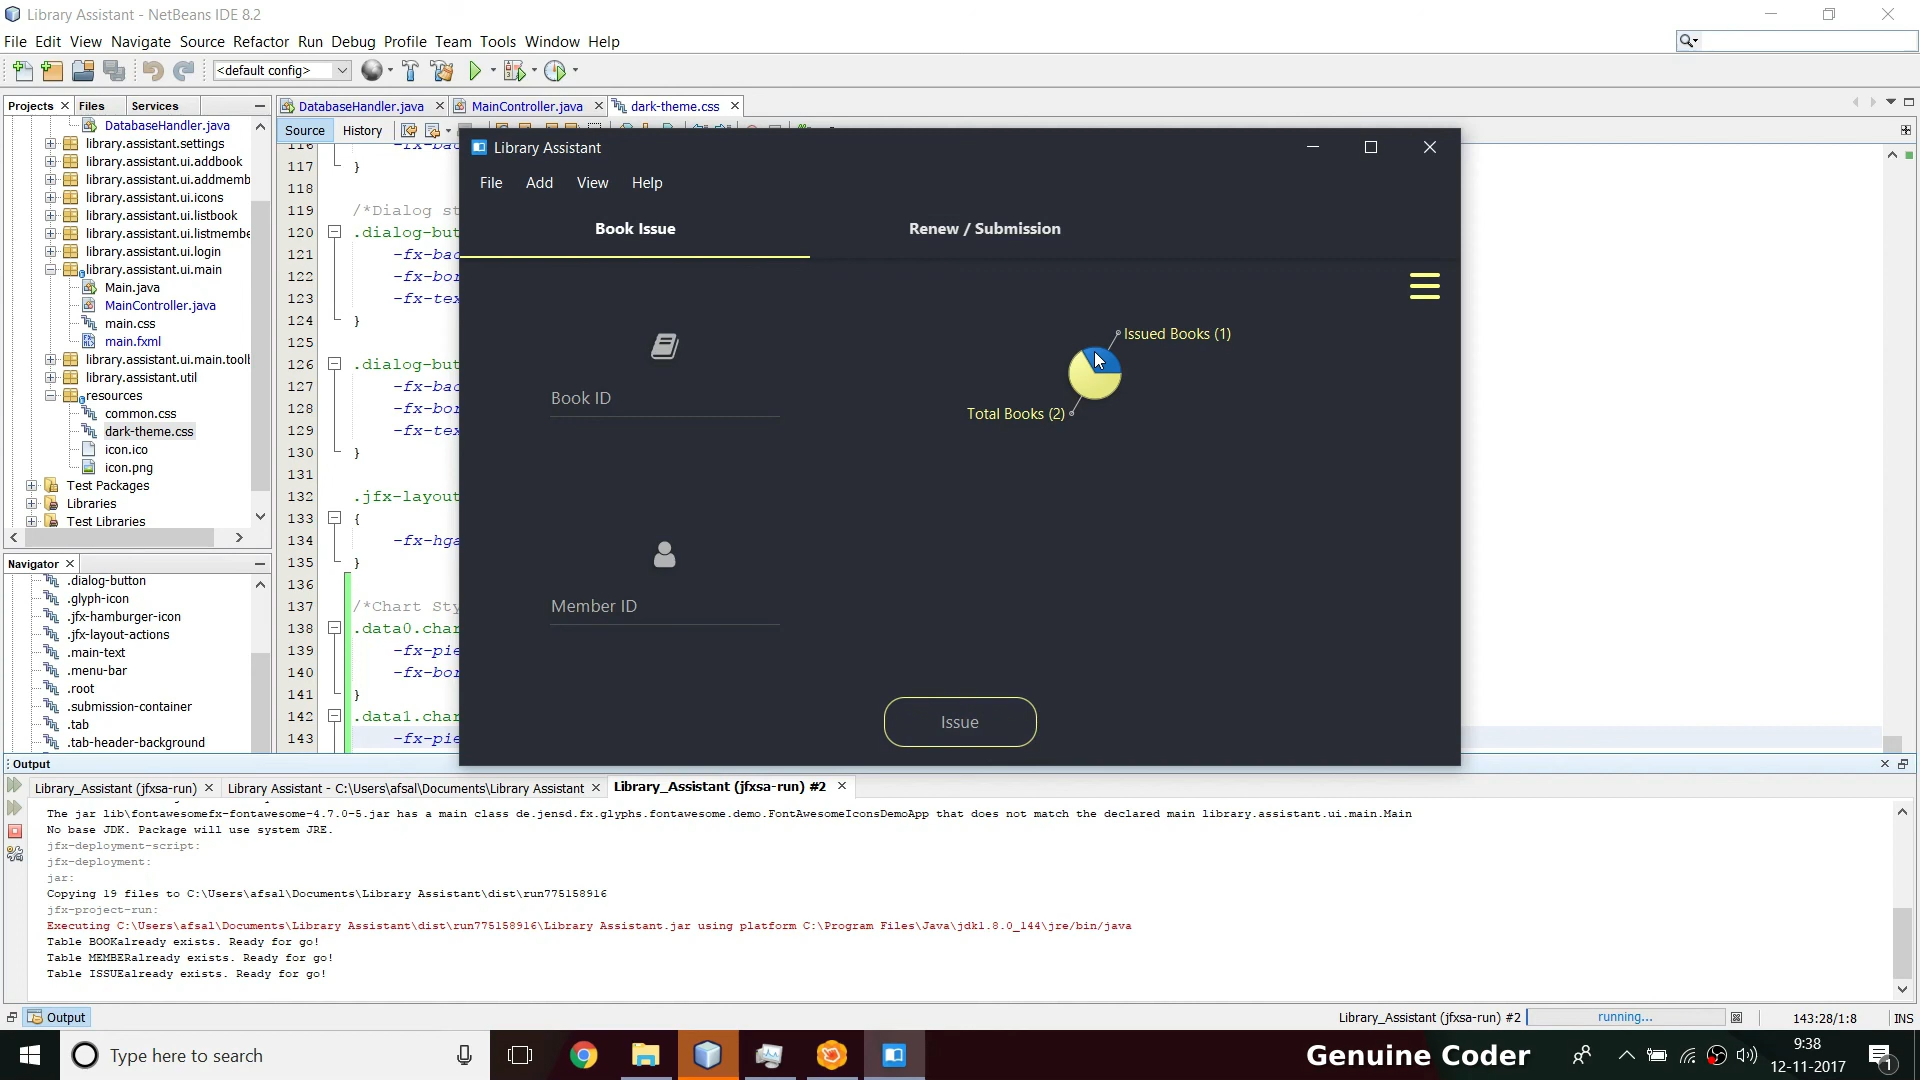 Library Assistant - NetBeans IDE 8.2
File Edit View Navigate Source Refactor Run Debug Profile Team Tools Window Help
<default config>
Projects Files Services
DatabaseHandler.java MainController.java dark-theme.css
Source History
DatabaseHandler.java
library.assistant.settings
library.assistant.ui.addbook
library.assistant.ui.addmemb
library.assistant.ui.icons
library.assistant.ui.listbook
library.assistant.ui.listmembe
library.assistant.ui.login
library.assistant.ui.main
Main.java
MainController.java
main.css
main.fxml
library.assistant.ui.main.tooll
library.assistant.util
resources
common.css
dark-theme.css
icon.ico
icon.png
Test Packages
Libraries
Test Libraries
Navigator
.dialog-button
.glyph-icon
.jfx-hamburger-icon
.jfx-layout-actions
.main-text
.menu-bar
.root
.submission-container
.tab
.tab-header-background
116 -fx-bac
117 }
118
119 /*Dialog st
120 .dialog-but
121 -fx-bac
122 -fx-bor
123 -fx-tex
124 }
125
126 .dialog-but
127 -fx-bac
128 -fx-bor
129 -fx-tex
130 }
131
132 .jfx-layout
133 {
134 -fx-hga
135 }
136
137 /*Chart Sty
138 .data0.char
139 -fx-pie
140 -fx-bor
141 }
142 .data1.char
143 -fx-pie
Library Assistant
File Add View Help
Book Issue Renew / Submission
Issued Books (1)
Book ID
Total Books (2)
Member ID
Issue
Output
Library_Assistant (jfxsa-run) Library Assistant - C:\Users\afsal\Documents\Library Assistant Library_Assistant (jfxsa-run) #2
The jar lib\fontawesomefx-fontawesome-4.7.0-5.jar has a main class de.jensd.fx.glyphs.fontawesome.demo.FontAwesomeIconsDemoApp that does not match the declared main library.assistant.ui.main.Main
No base JDK. Package will use system JRE.
jfx-deployment-script:
jfx-deployment:
jar:
Copying 19 files to C:\Users\afsal\Documents\Library Assistant\dist\run775158916
jfx-project-run:
Executing C:\Users\afsal\Documents\Library Assistant\dist\run775158916\Library Assistant.jar using platform C:\Program Files\Java\jdk1.8.0_144\jre/bin/java
Table BOOKalready exists. Ready for go!
Table MEMBERalready exists. Ready for go!
Table ISSUEalready exists. Ready for go!
Output
Library_Assistant (jfxsa-run) #2 running... 143:28/1:8 INS
Type here to search
Genuine Coder
9:38
12-11-2017
1